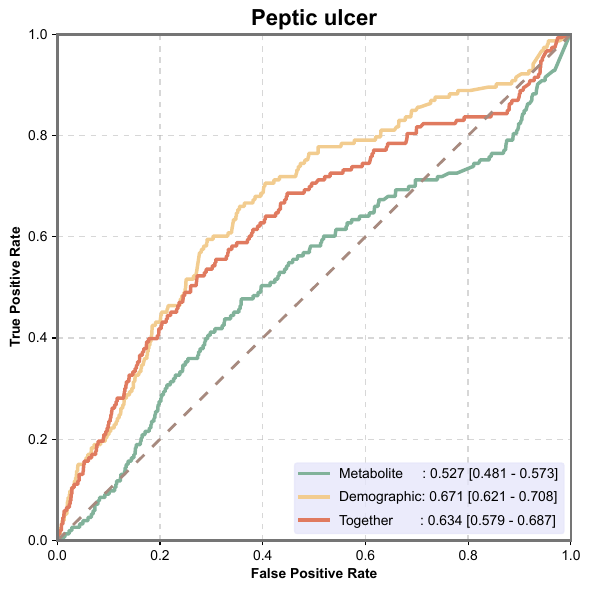 Peptic ulcer
True Positive Rate
1.0
0.8
0.6
0.4
0.2
0.0
Metabolite : 0.527 [0.481 - 0.573]
Demographic: 0.671 [0.621 - 0.708]
Together : 0.634 [0.579 - 0.687]
0.0 0.2 0.4 0.6 0.8 1.0
False Positive Rate